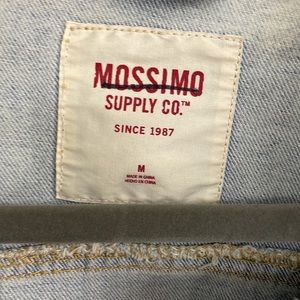 MOSSIMO
SUPPLY CO.™
SINCE 1987
M
MADE IN CHINA
HECHO EN CHINA